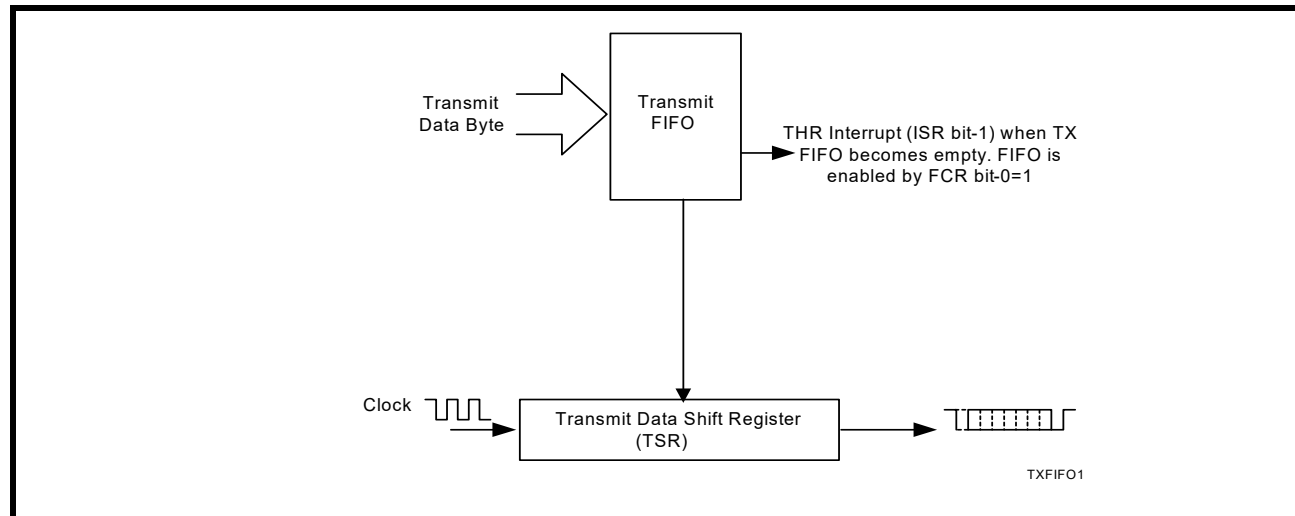 Transmit
Data Byte
Transmit
FIFO
THR Interrupt (ISR bit-1) when TX
FIFO becomes empty. FIFO is
enabled by FCR bit-0=1
Clock
Transmit Data Shift Register
(TSR)
TXFIFO1